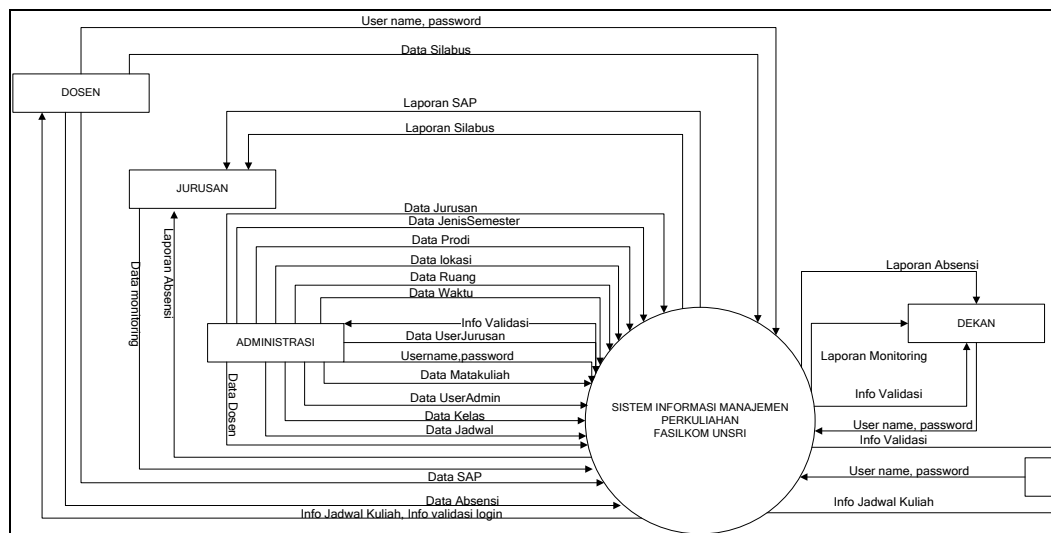 User name, password
Data Silabus
DOSEN
Laporan SAP
Laporan Silabus
JURUSAN
Data Jurusan
Data JenisSemester
Data Prodi
Data lokasi
Data Ruang
Data Waktu
Laporan Absensi
Data monitoring
Laporan Absensi
Info Validasi
ADMINISTRASI
Data UserJurusan
DEKAN
Username,password
Laporan Monitoring
Data Matakuliah
Data Dosen
Data UserAdmin
Info Validasi
SISTEM INFORMASI MANAJEMEN
PERKULIAHAN
FASILKOM UNSRI
Data Kelas
Data Jadwal
User name, password
Info Validasi
Data SAP
User name, password
Data Absensi
Info Jadwal Kuliah, Info validasi login
Info Jadwal Kuliah